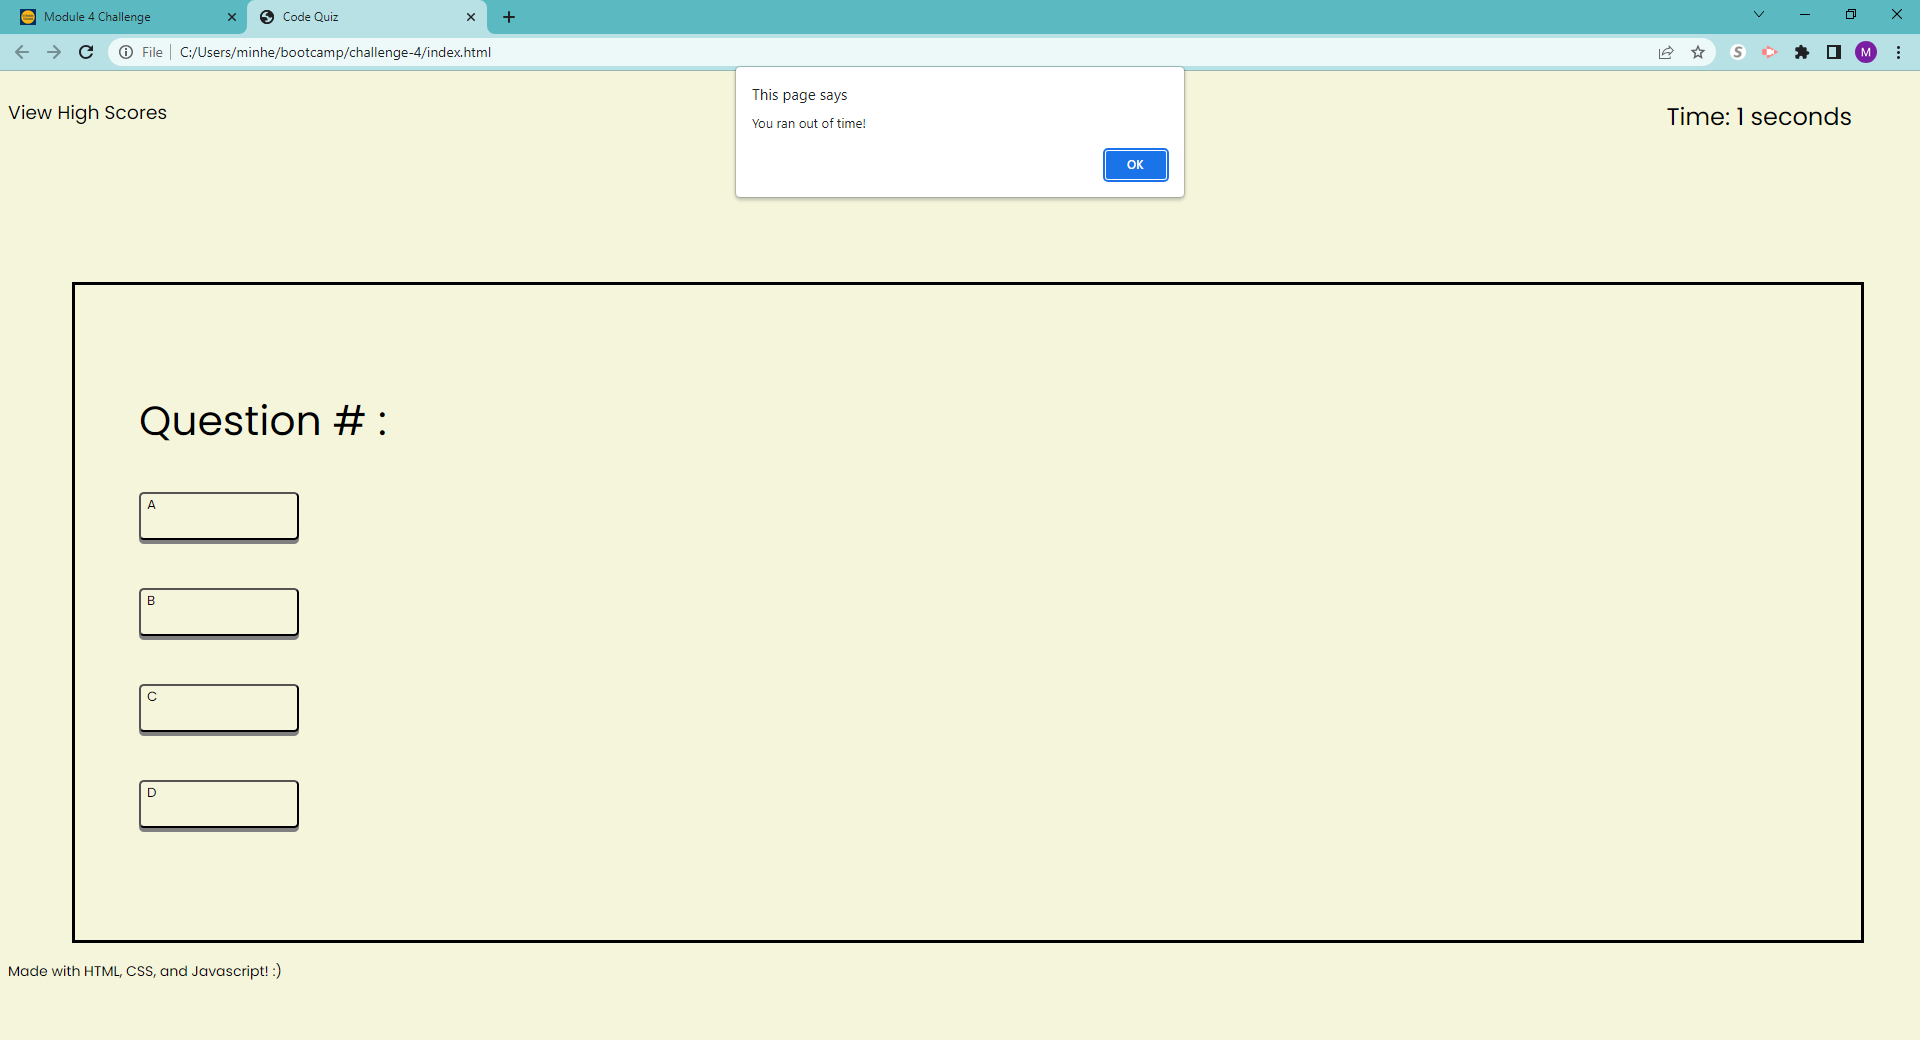 Module 4 Challenge
Code Quiz
File
C:/Users/minhe/bootcamp/challenge-4/index.html
S
M
This page says
You ran out of time!
OK
View High Scores
Time: 1 seconds
Question # :
A
B
C
D
Made with HTML, CSS, and Javascript! :)